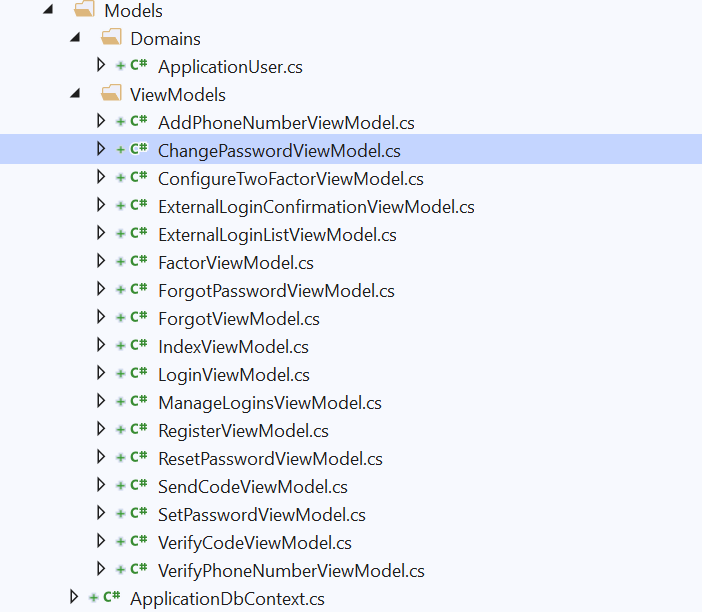 Models
Domains
+ C# ApplicationUser.cs
ViewModels
+ C# AddPhoneNumberViewModel.cs
+ C# ChangePasswordViewModel.cs
+ C# ConfigureTwoFactorViewModel.cs
+ C# ExternalLoginConfirmationViewModel.cs
+ C# ExternalLoginListViewModel.cs
+ C# FactorViewModel.cs
+ C# ForgotPasswordViewModel.cs
+ C# ForgotViewModel.cs
+ C# IndexViewModel.cs
+ C# LoginViewModel.cs
+ C# ManageLoginsViewModel.cs
+ C# RegisterViewModel.cs
+ C# ResetPasswordViewModel.cs
+ C# SendCodeViewModel.cs
+ C# SetPasswordViewModel.cs
+ C# VerifyCodeViewModel.cs
+ C# VerifyPhoneNumberViewModel.cs
+ C# ApplicationDbContext.cs